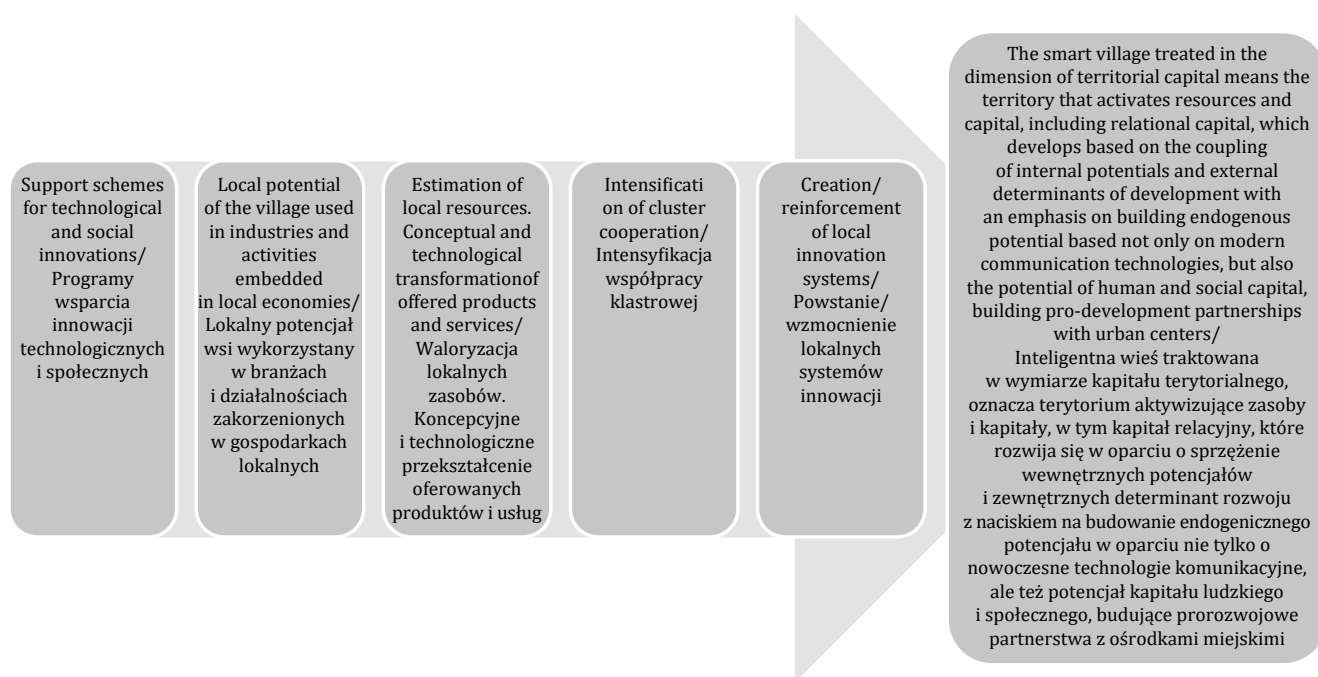 Support schemes
for technological
and social
innovations/
Programy
wsparcia
innowacji
technologicznych
i społecznych
Local potential
of the village used
in industries and
activities
embedded
in local economies/
Lokalny potencjał
wsi wykorzystany
w branżach
i działalnościach
zakorzenionych
w gospodarkach
lokalnych
Estimation of
local resources.
Conceptual and
technological
transformationof
offered products
and services/
Waloryzacja
lokalnych
zasobów.
Koncepcyjne
i technologiczne
przekształcenie
oferowanych
produktów i usług
Intensificati
on of cluster
cooperation/
Intensyfikacja
współpracy
klastrowej
Creation/
reinforcement
of local
innovation
systems/
Powstanie/
wzmocnienie
lokalnych
systemów
innowacji
The smart village treated in the
dimension of territorial capital means the
territory that activates resources and
capital, including relational capital, which
develops based on the coupling
of internal potentials and external
determinants of development with
an emphasis on building endogenous
potential based not only on modern
communication technologies, but also
the potential of human and social capital,
building pro-development partnerships
with urban centers/
Inteligentna wieś traktowana
w wymiarze kapitału terytorialnego,
oznacza terytorium aktywizujące zasoby
i kapitały, w tym kapitał relacyjny, które
rozwija się w oparciu o sprzężenie
wewnętrznych potencjałów
i zewnętrznych determinant rozwoju
z naciskiem na budowanie endogenicznego
potencjału w oparciu nie tylko o
nowoczesne technologie komunikacyjne,
ale też potencjał kapitału ludzkiego
i społecznego, budujące prorozwojowe
partnerstwa z ośrodkami miejskimi